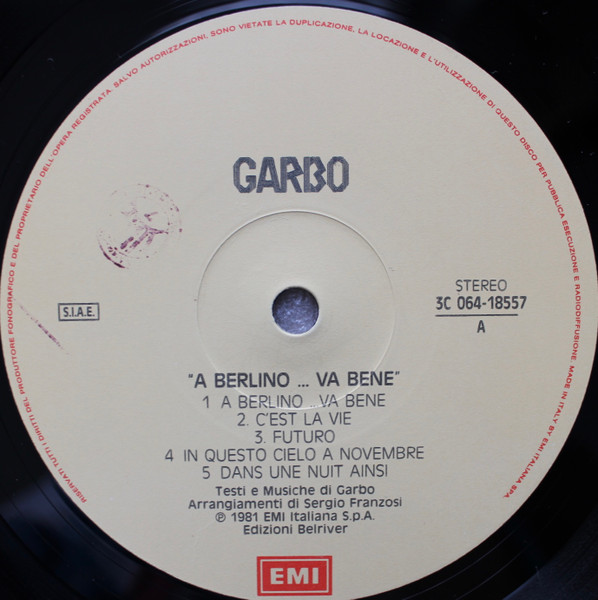 RISERVATI TUTTI I DIRITTI DEL PRODUTTORE FONOGRAFICO E DEL PROPRIETARIO DELL'OPERA REGISTRATA. SALVO AUTORIZZAZIONI, SONO VIETATE LA DUPLICAZIONE, LA LOCAZIONE E L'UTILIZZAZIONE DI QUESTO DISCO PER PUBBLICA ESECUZIONE E RADIODIFFUSIONE. MADE IN ITALY BY EMI ITALIANA SPA.
GARBO
STEREO
3C 064-18557
A
S.I.A.E.
"A BERLINO ... VA BENE"
1 A BERLINO ... VA BENE
2. C'EST LA VIE
3. FUTURO
4 IN QUESTO CIELO A NOVEMBRE
5 DANS UNE NUIT AINSI
Testi e Musiche di Garbo
Arrangiamenti di Sergio Franzosi
℗ 1981 EMI Italiana S.p.A.
Edizioni Belriver
EMI